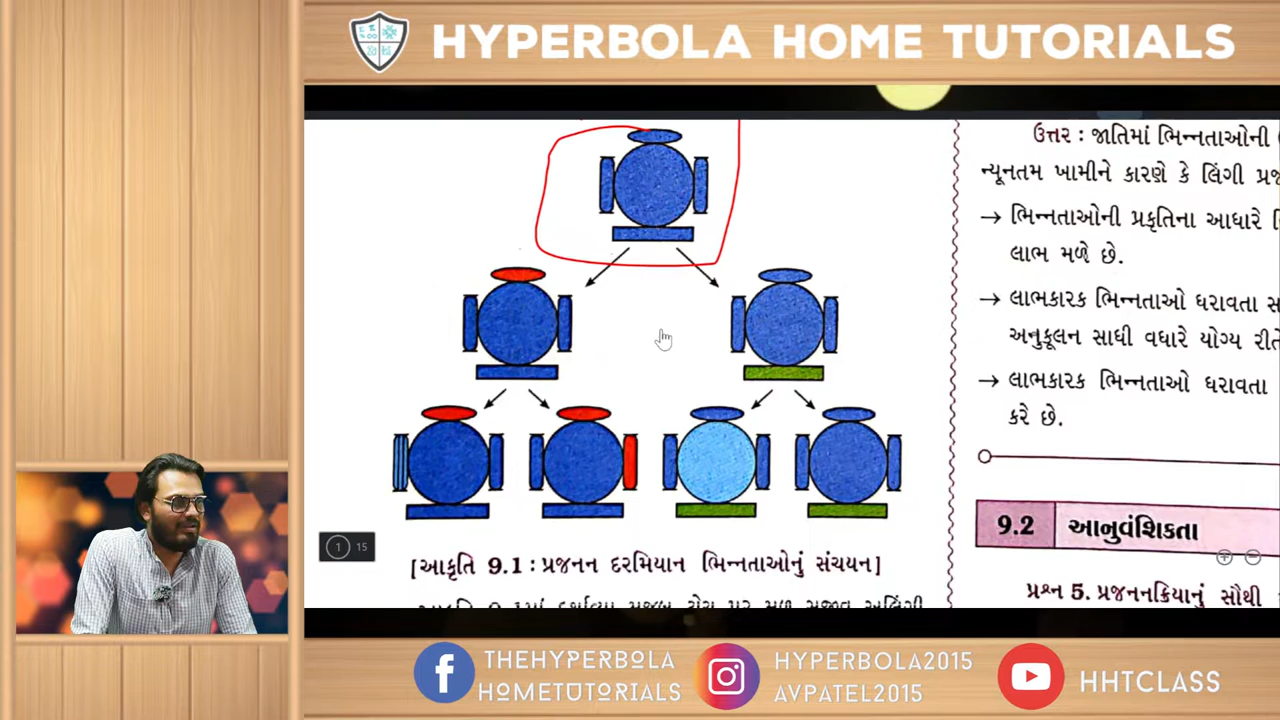 HYPERBOLA HOME TUTORIALS
ઉત્તર : જાતિમાં ભિન્નતાઓની
ન્યૂનતમ ખામીને કારણે કે લિંગી
→ ભિન્નતાઓની પ્રકૃતિના આધારે
લાભ મળે છે.
→ લાભકારક ભિન્નતાઓ ધરાવતા
અનુકૂલન સાધી વધારે યોગ્ય
→ લાભકારક ભિન્નતાઓ ધરાવતા
કરે છે.
9.2 આનુવંશિકતા
પ્રશ્ન 5. પ્રજનનક્રિયાનું સૌથી
1 15
[આકૃતિ 9.1 : પ્રજનન દરમિયાન ભિન્નતાઓનું સંચયન]
THEHYPERBOLA
HOMETUTORIALS
HYPERBOLA2015
AVPATEL2015
HHTCLASS